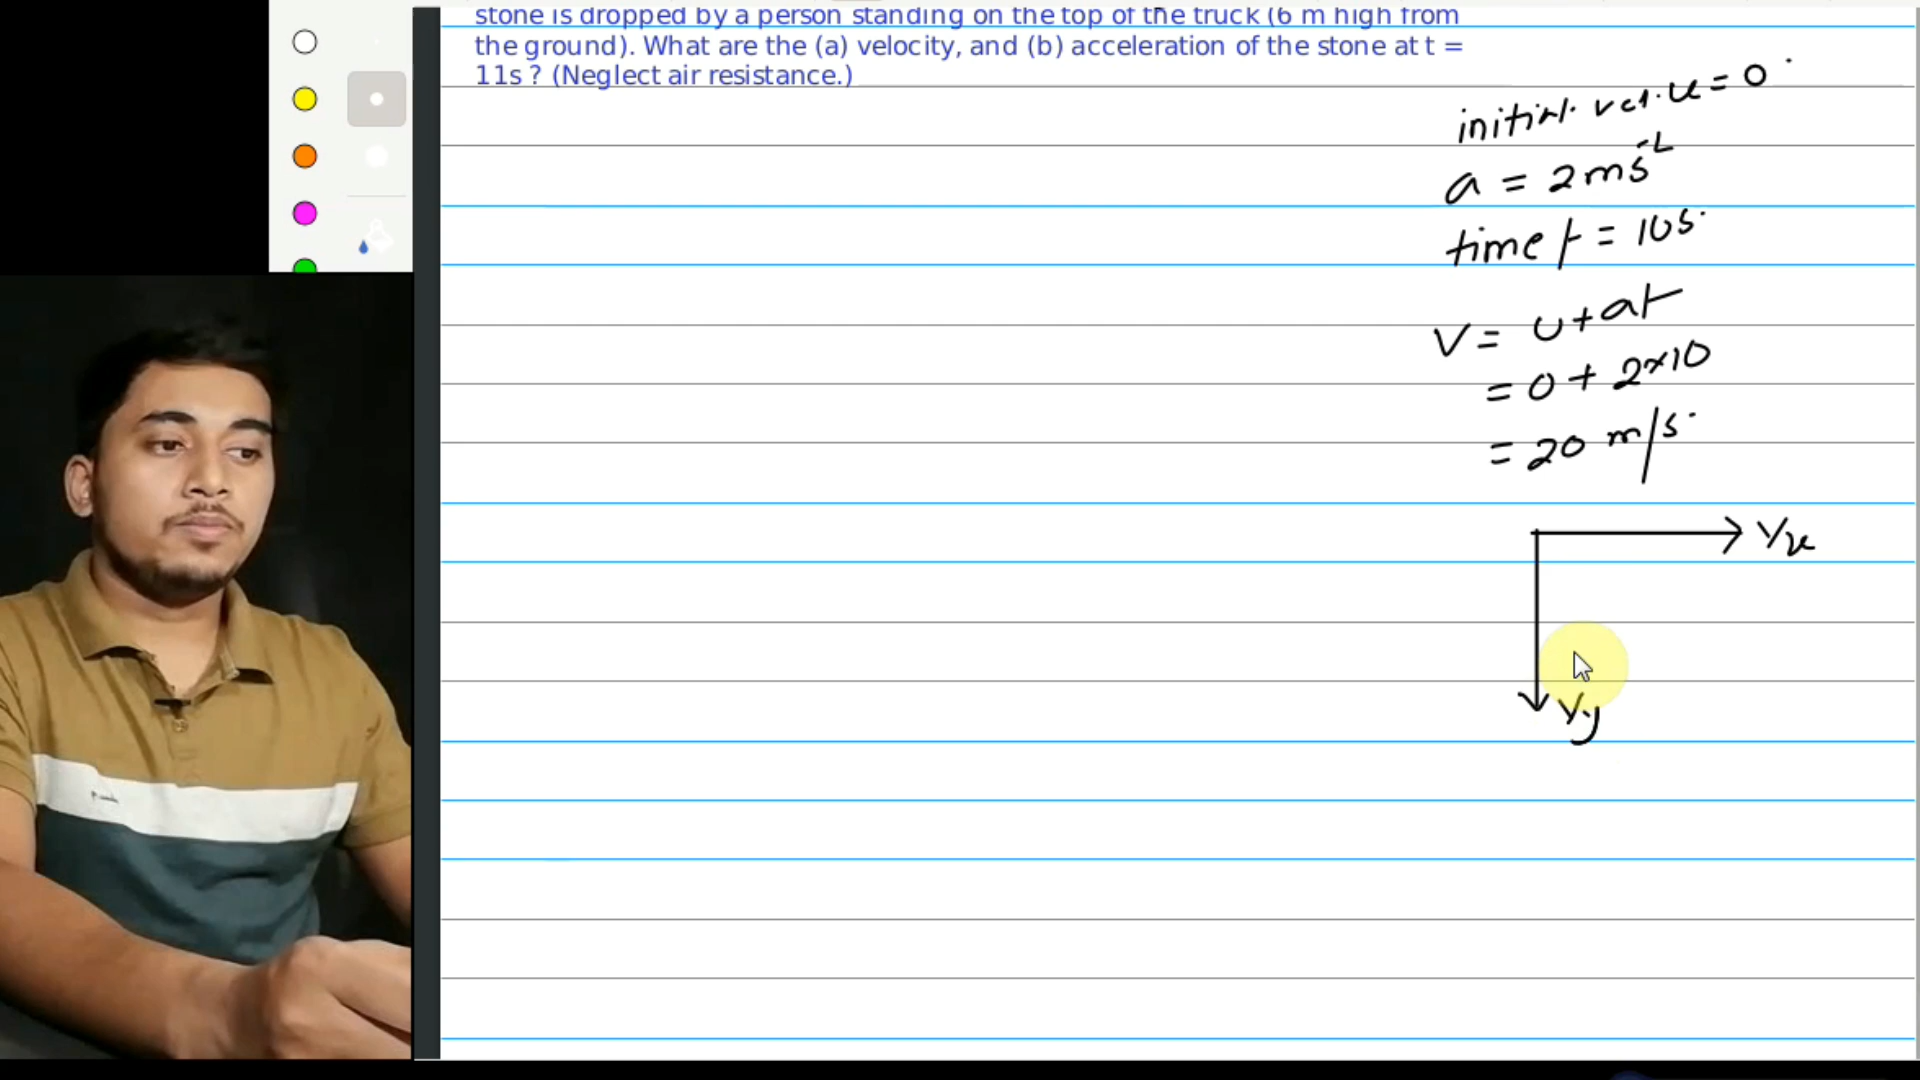 stone is dropped by a person standing on the top of the truck (6 m high from
the ground). What are the (a) velocity, and (b) acceleration of the stone at t =
11s ? (Neglect air resistance.)
initial vel. u = 0
a = 2 ms⁻²
time t = 10s.
V = u + at
= 0 + 2×10
= 20 m/s.
Vx
Vy